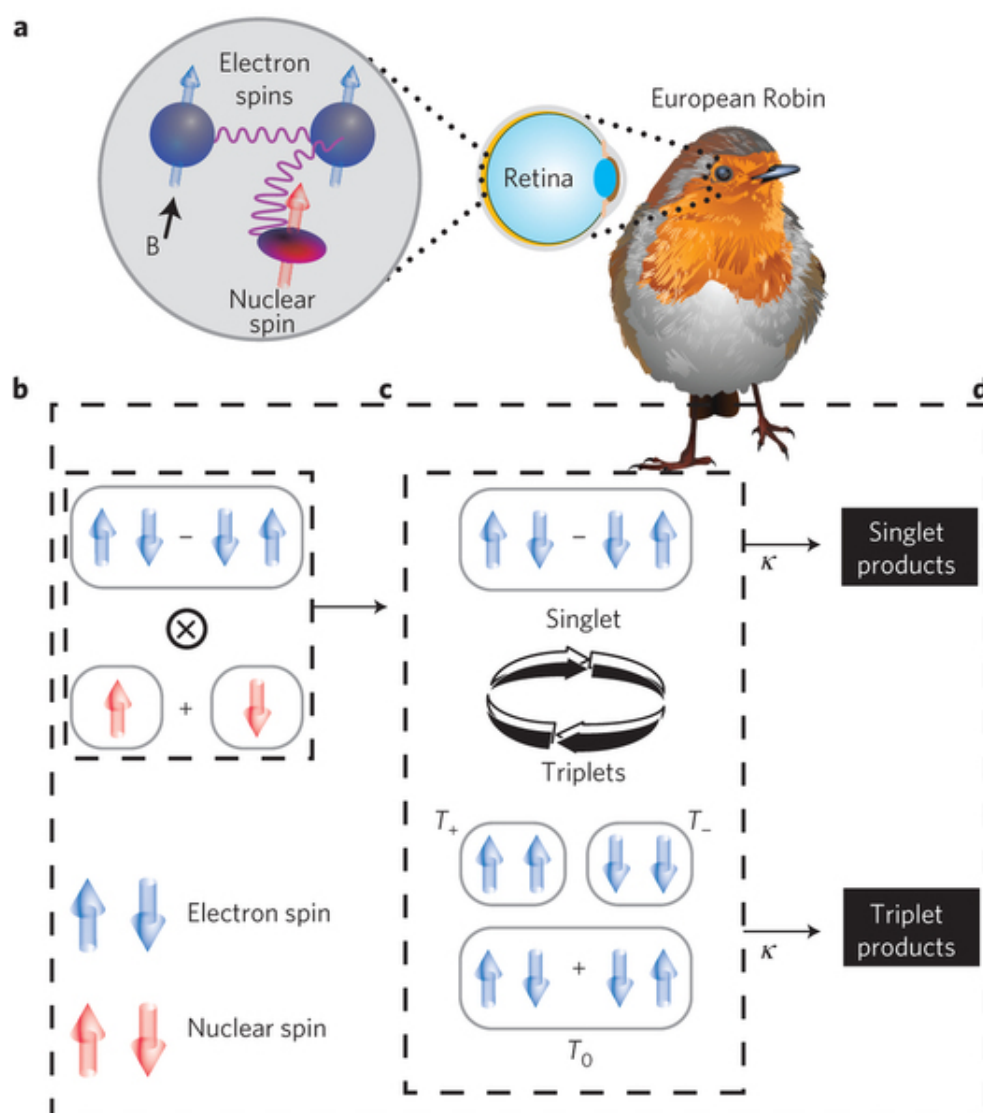 a
Electron
spins
B
Nuclear
spin
Retina
European Robin
b
c
d
−
⊗
+
Electron spin
Nuclear spin
−
Singlet
Triplets
T+
T−
+
T0
κ
Singlet
products
κ
Triplet
products